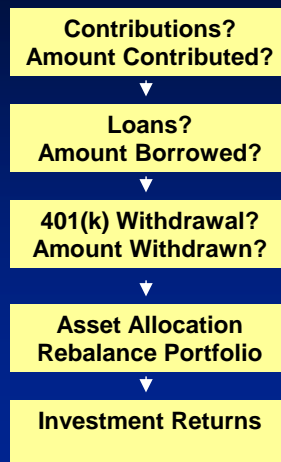 Contributions?
Amount Contributed?
Loans?
Amount Borrowed?
401(k) Withdrawal?
Amount Withdrawn?
Asset Allocation
Rebalance Portfolio
Investment Returns